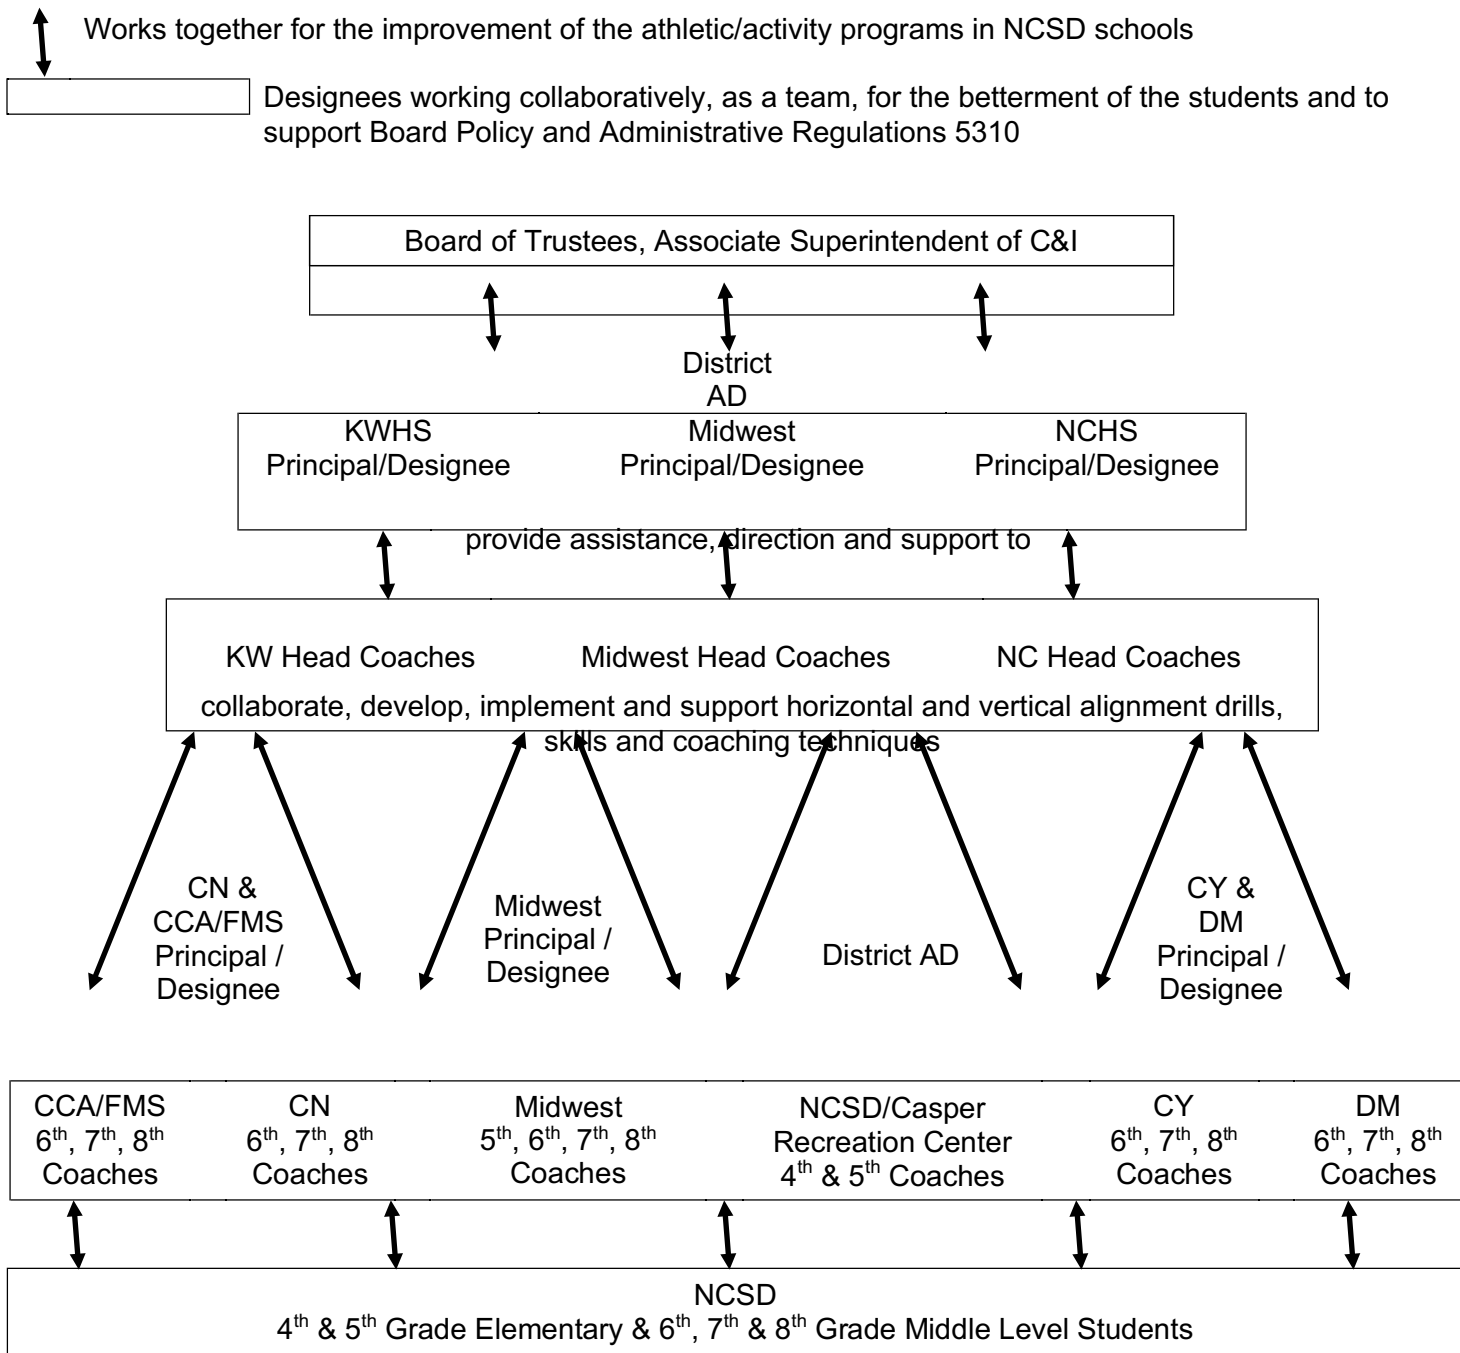 Works together for the improvement of the athletic/activity programs in NCSD schools
Designees working collaboratively, as a team, for the betterment of the students and to
support Board Policy and Administrative Regulations 5310
Board of Trustees, Associate Superintendent of C&I
District
AD
KWHS
Principal/Designee
Midwest
Principal/Designee
NCHS
Principal/Designee
provide assistance, direction and support to
KW Head Coaches
Midwest Head Coaches
NC Head Coaches
collaborate, develop, implement and support horizontal and vertical alignment drills,
skills and coaching techniques
CN &
CCA/FMS
Principal /
Designee
Midwest
Principal /
Designee
District AD
CY &
DM
Principal /
Designee
CCA/FMS
6th, 7th, 8th
Coaches
CN
6th, 7th, 8th
Coaches
Midwest
5th, 6th, 7th, 8th
Coaches
NCSD/Casper
Recreation Center
4th & 5th Coaches
CY
6th, 7th, 8th
Coaches
DM
6th, 7th, 8th
Coaches
NCSD
4th & 5th Grade Elementary & 6th, 7th & 8th Grade Middle Level Students